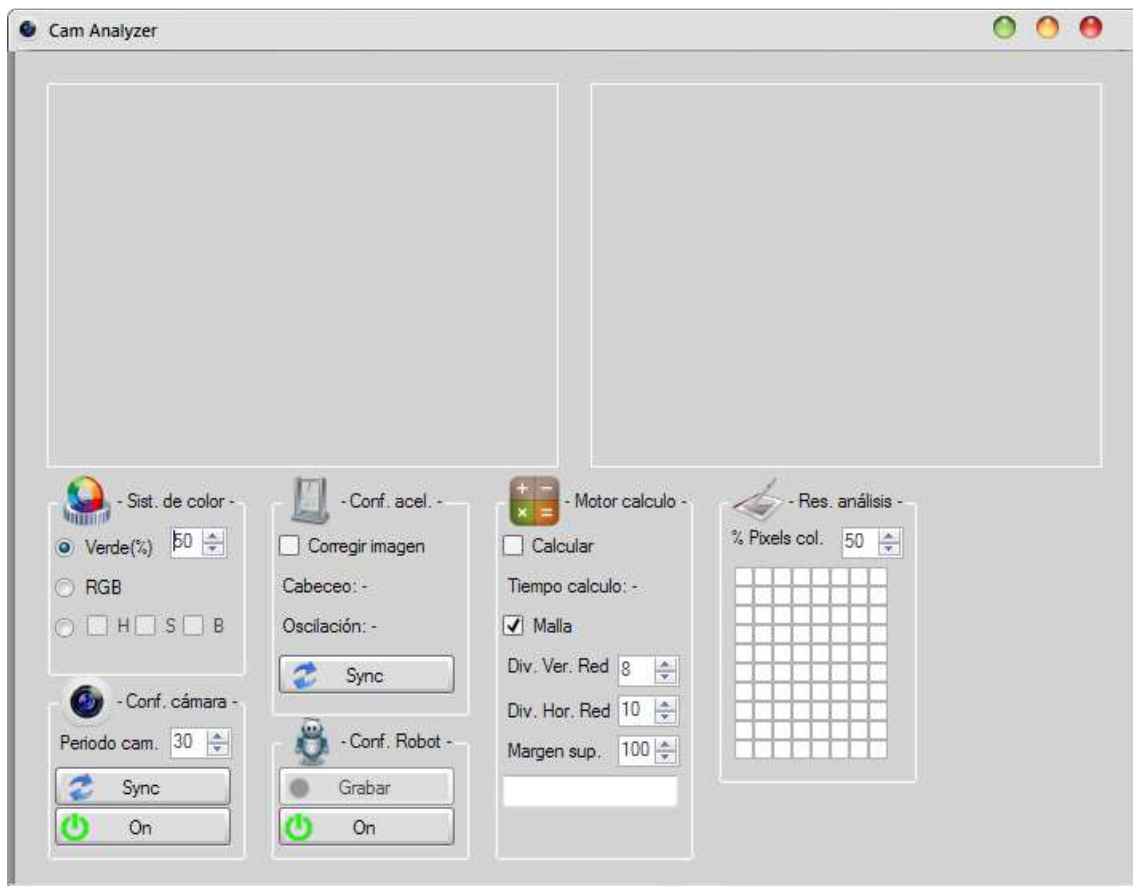 Cam Analyzer
- Sist. de color -
Verde(%) 50
RGB
H S B
- Conf. cámara -
Periodo cam. 30
Sync
On
- Conf. acel. -
Corregir imagen
Cabeceo: -
Oscilación: -
Sync
- Conf. Robot -
Grabar
On
- Motor calculo -
Calcular
Tiempo calculo: -
Malla
Div. Ver. Red 8
Div. Hor. Red 10
Margen sup. 100
- Res. análisis -
% Pixels col. 50